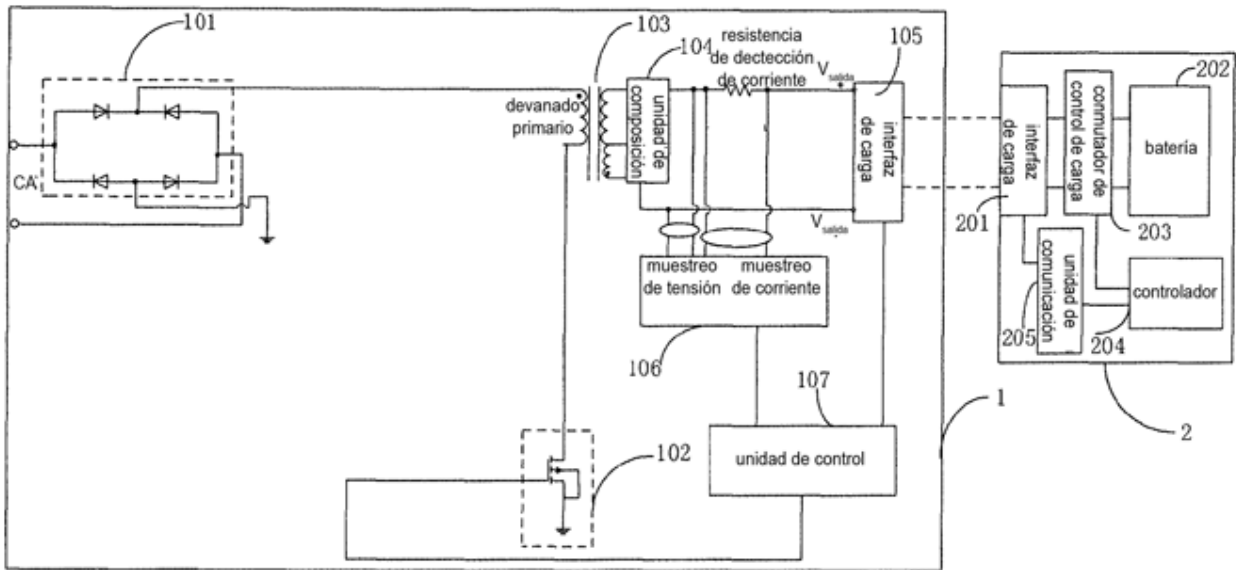 101
103
104
resistencia
de dectección
de corriente
105
V salida +
CA
devanado
primario
unidad de
composición
interfaz
de carga
V salida -
muestreo
de tensión
muestreo
de corriente
106
107
unidad de control
102
1
interfaz
de carga
201
conmutador de
control de carga
203
202
batería
unidad de
comunicación
205
controlador
204
2